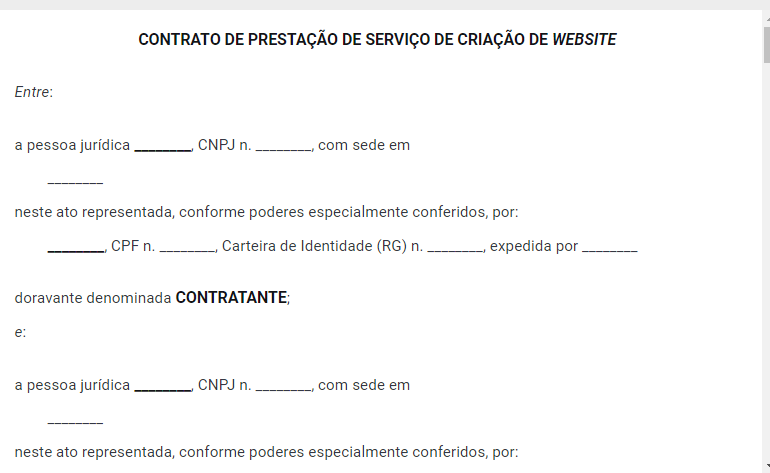 CONTRATO DE PRESTAÇÃO DE SERVIÇO DE CRIAÇÃO DE WEBSITE
Entre:
a pessoa jurídica ________, CNPJ n. ________, com sede em
________
neste ato representada, conforme poderes especialmente conferidos, por:
________, CPF n. ________, Carteira de Identidade (RG) n. ________, expedida por ________
doravante denominada CONTRATANTE;
e:
a pessoa jurídica ________, CNPJ n. ________, com sede em
________
neste ato representada, conforme poderes especialmente conferidos, por: